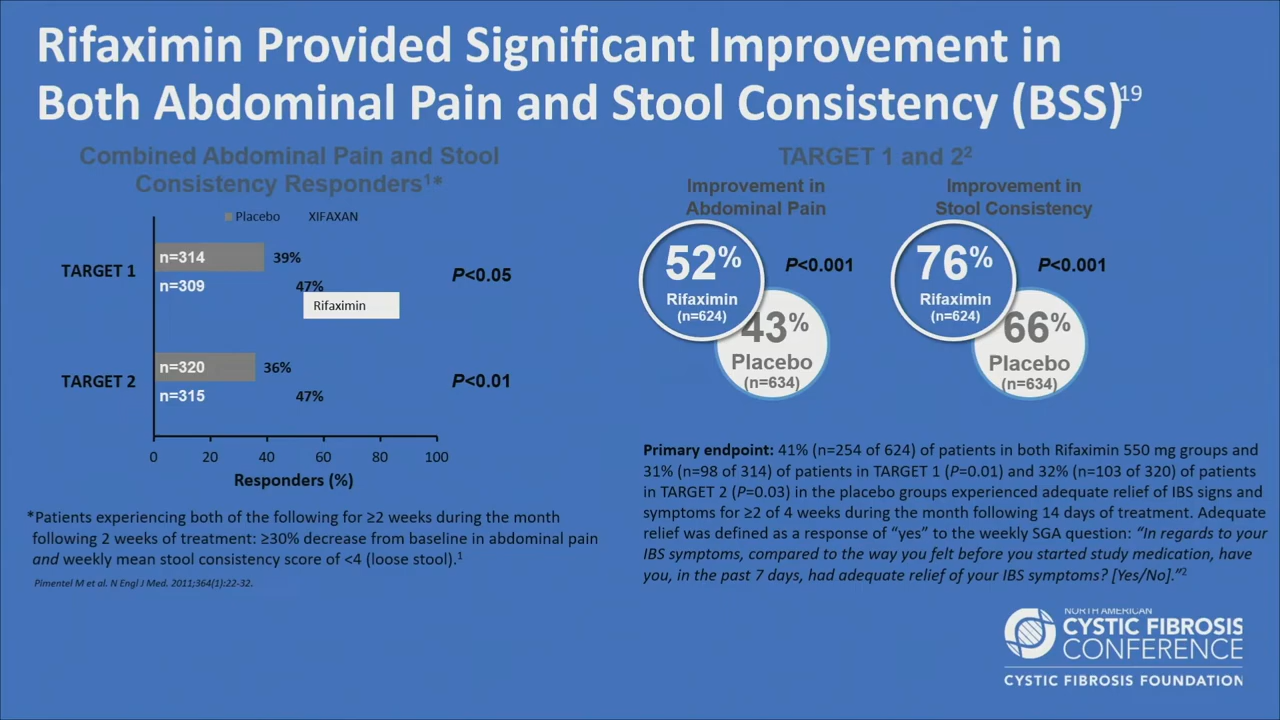 Rifaximin Provided Significant Improvement in
Both Abdominal Pain and Stool Consistency (BSS)19
Combined Abdominal Pain and Stool
Consistency Responders1*
Placebo XIFAXAN
TARGET 1
n=314 39%
n=309 47%
P<0.05
Rifaximin
TARGET 2
n=320 36%
n=315 47%
P<0.01
0 20 40 60 80 100
Responders (%)
*Patients experiencing both of the following for ≥2 weeks during the month
following 2 weeks of treatment: ≥30% decrease from baseline in abdominal pain
and weekly mean stool consistency score of <4 (loose stool).1
Pimentel M et al. N Engl J Med. 2011;364(1):22-32.
TARGET 1 and 22
Improvement in
Abdominal Pain
52%
Rifaximin
(n=624)
P<0.001
43%
Placebo
(n=634)
Improvement in
Stool Consistency
76%
Rifaximin
(n=624)
P<0.001
66%
Placebo
(n=634)
Primary endpoint: 41% (n=254 of 624) of patients in both Rifaximin 550 mg groups and
31% (n=98 of 314) of patients in TARGET 1 (P=0.01) and 32% (n=103 of 320) of patients
in TARGET 2 (P=0.03) in the placebo groups experienced adequate relief of IBS signs and
symptoms for ≥2 of 4 weeks during the month following 14 days of treatment. Adequate
relief was defined as a response of “yes” to the weekly SGA question: “In regards to your
IBS symptoms, compared to the way you felt before you started study medication, have
you, in the past 7 days, had adequate relief of your IBS symptoms? [Yes/No].”2
NORTH AMERICAN
CYSTIC FIBROSIS
CONFERENCE
CYSTIC FIBROSIS FOUNDATION